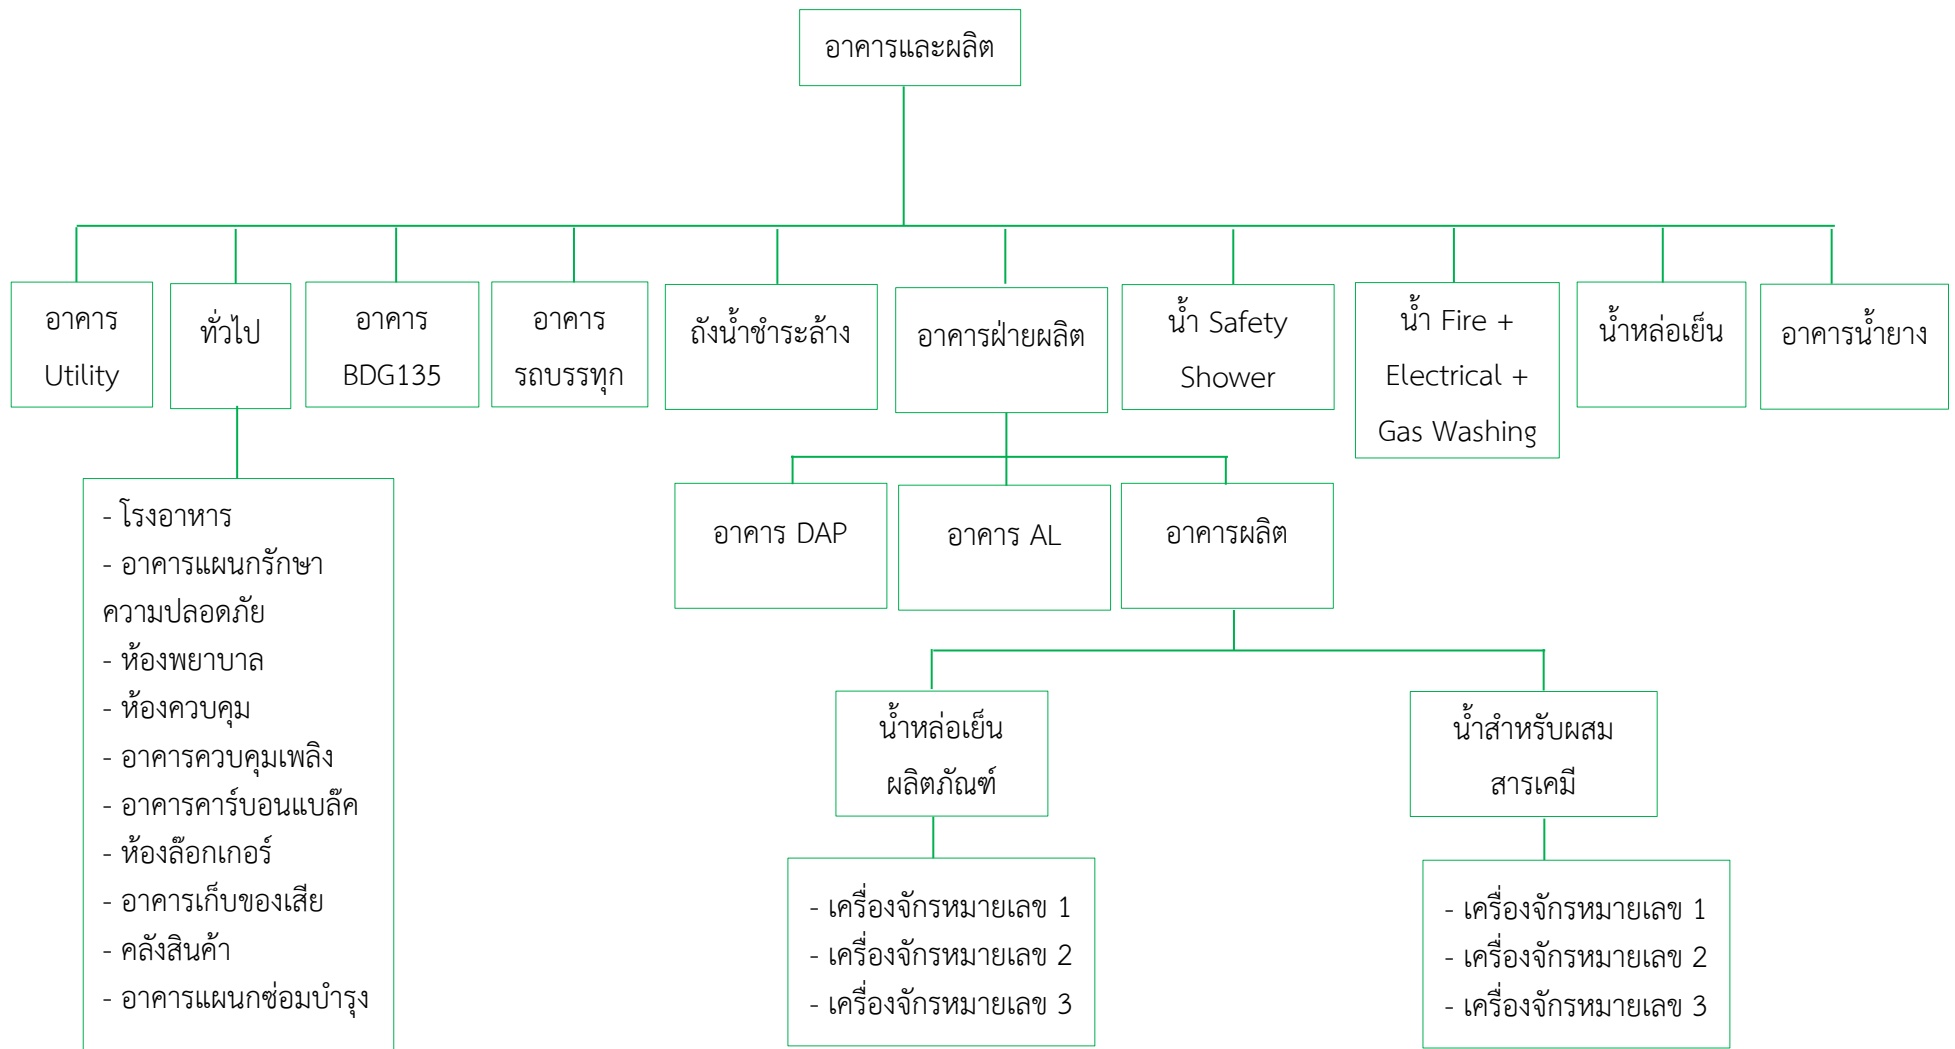 อาคารและผลิต
อาคาร
Utility
ทั่วไป
อาคาร
BDG135
อาคาร
รถบรรทุก
ถังน้ำชำระล้าง
อาคารฝ่ายผลิต
น้ำ Safety
Shower
น้ำ Fire +
Electrical +
Gas Washing
น้ำหล่อเย็น
อาคารน้ำยาง
- โรงอาหาร
- อาคารแผนกรักษา
ความปลอดภัย
- ห้องพยาบาล
- ห้องควบคุม
- อาคารควบคุมเพลิง
- อาคารคาร์บอนแบล๊ค
- ห้องล๊อกเกอร์
- อาคารเก็บของเสีย
- คลังสินค้า
- อาคารแผนกซ่อมบำรุง
อาคาร DAP
อาคาร AL
อาคารผลิต
น้ำหล่อเย็น
ผลิตภัณฑ์
น้ำสำหรับผสม
สารเคมี
- เครื่องจักรหมายเลข 1
- เครื่องจักรหมายเลข 2
- เครื่องจักรหมายเลข 3
- เครื่องจักรหมายเลข 1
- เครื่องจักรหมายเลข 2
- เครื่องจักรหมายเลข 3